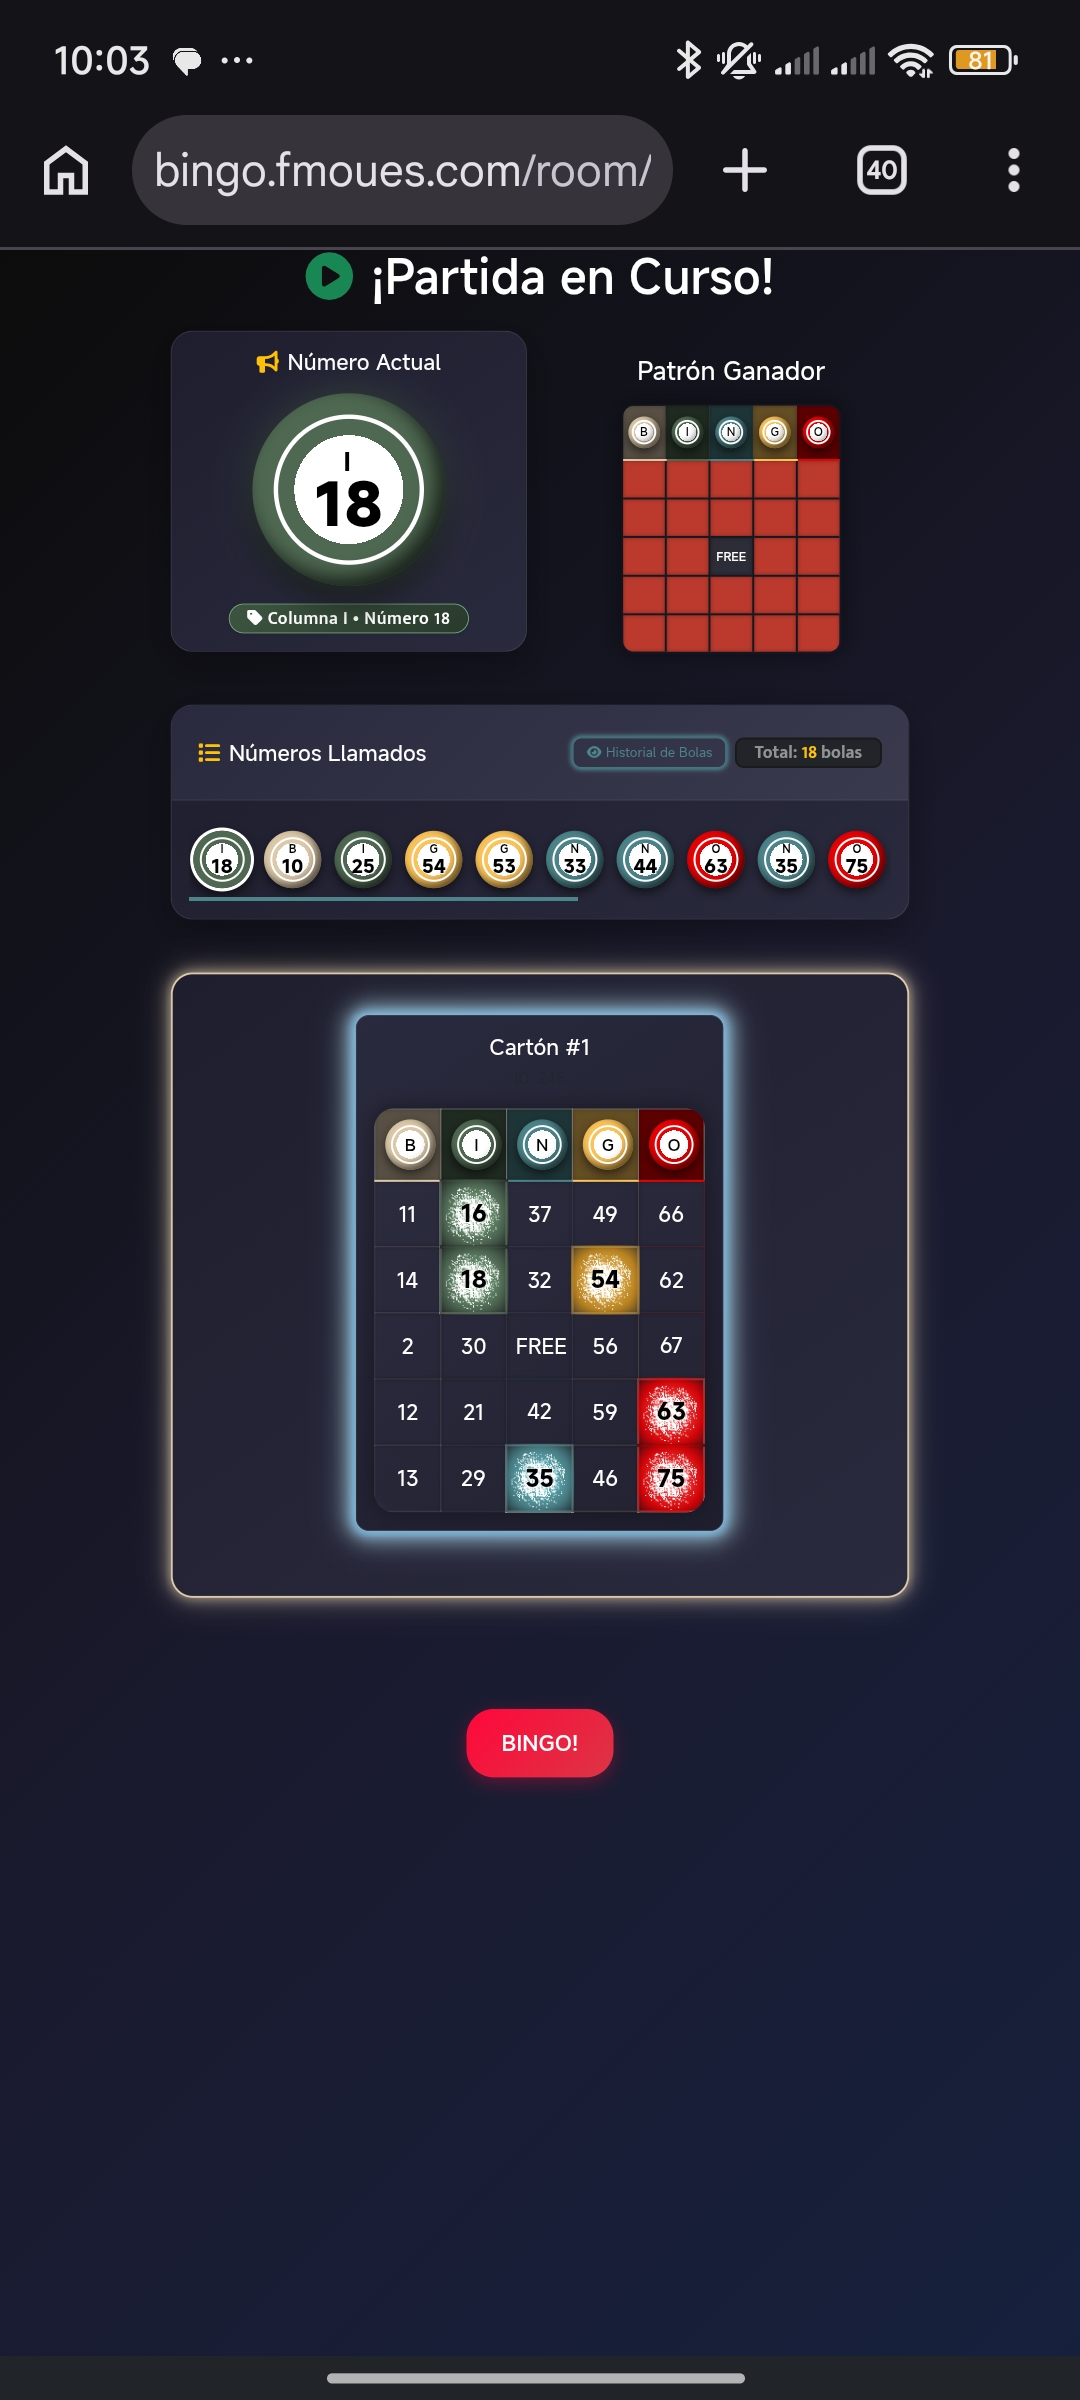 10:03
81
bingo.fmoues.com/room/
40
¡Partida en Curso!
Número Actual
I
18
Columna I • Número 18
Patrón Ganador
B I N G O
FREE
Números Llamados
Historial de Bolas
Total: 18 bolas
I B I G G N N O N O
18 10 25 54 53 33 44 63 35 75
Cartón #1
B I N G O
11 16 37 49 66
14 18 32 54 62
2 30 FREE 56 67
12 21 42 59 63
13 29 35 46 75
BINGO!